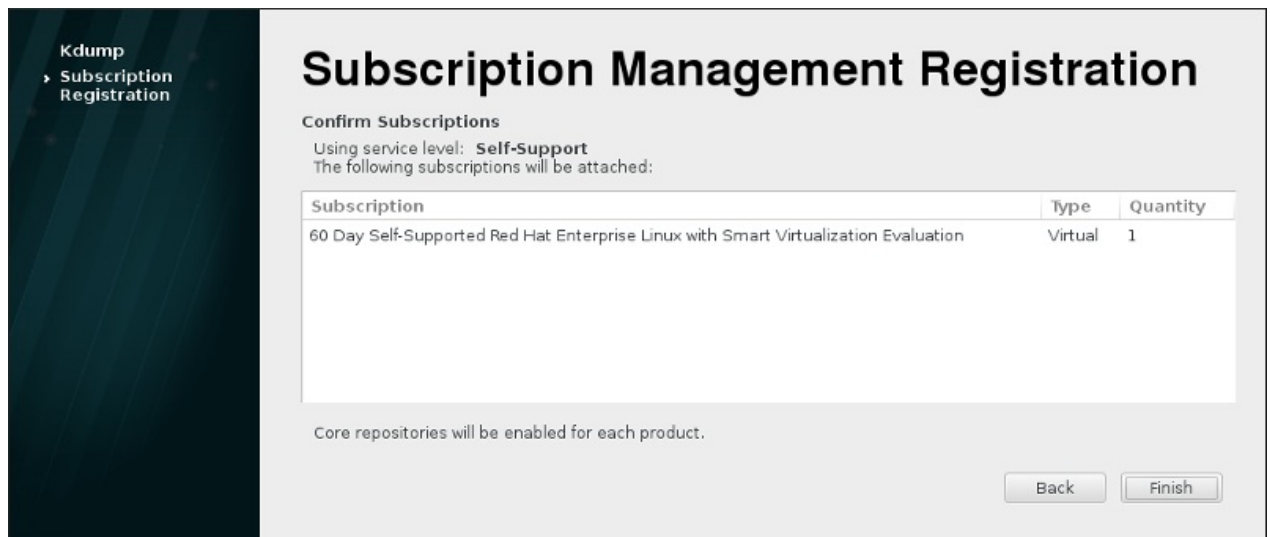 Kdump
Subscription
Registration
Subscription Management Registration
Confirm Subscriptions
Using service level: Self-Support
The following subscriptions will be attached:
Subscription Type Quantity
60 Day Self-Supported Red Hat Enterprise Linux with Smart Virtualization Evaluation Virtual 1
Core repositories will be enabled for each product.
Back Finish